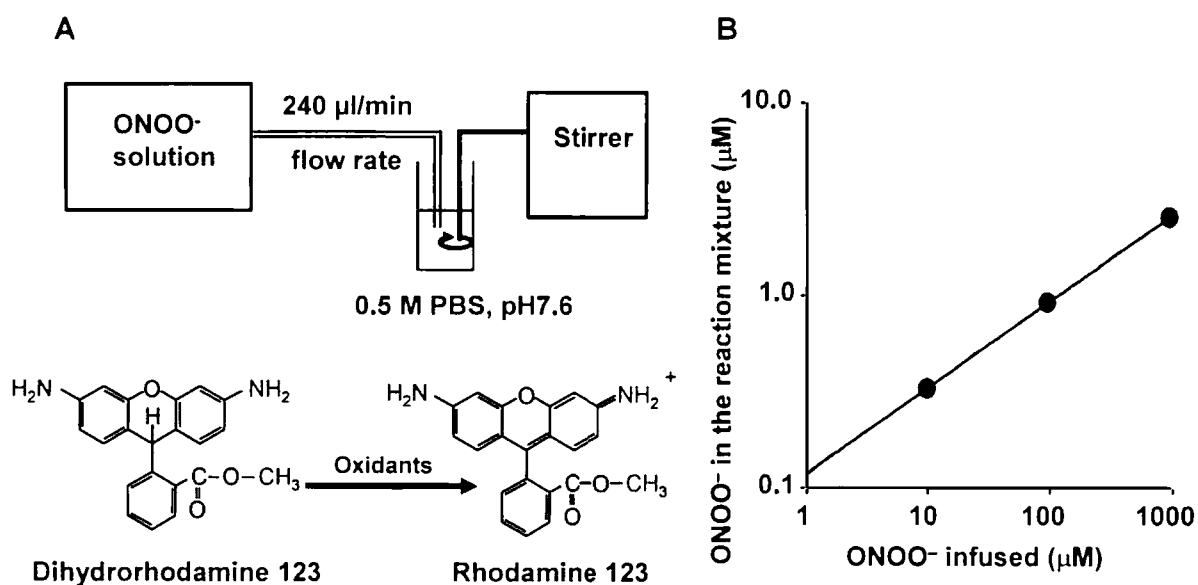 A
ONOO-
solution
240 µl/min
flow rate
Stirrer
0.5 M PBS, pH7.6
H₂N
O
NH₂
H
C–O–CH₃
O
Oxidants
H₂N
O
NH₂
+
C–O–CH₃
O
Dihydrorhodamine 123
Rhodamine 123
B
ONOO⁻ in the reaction mixture (µM)
10.0
1.0
0.1
1
10
100
1000
ONOO⁻ infused (µM)